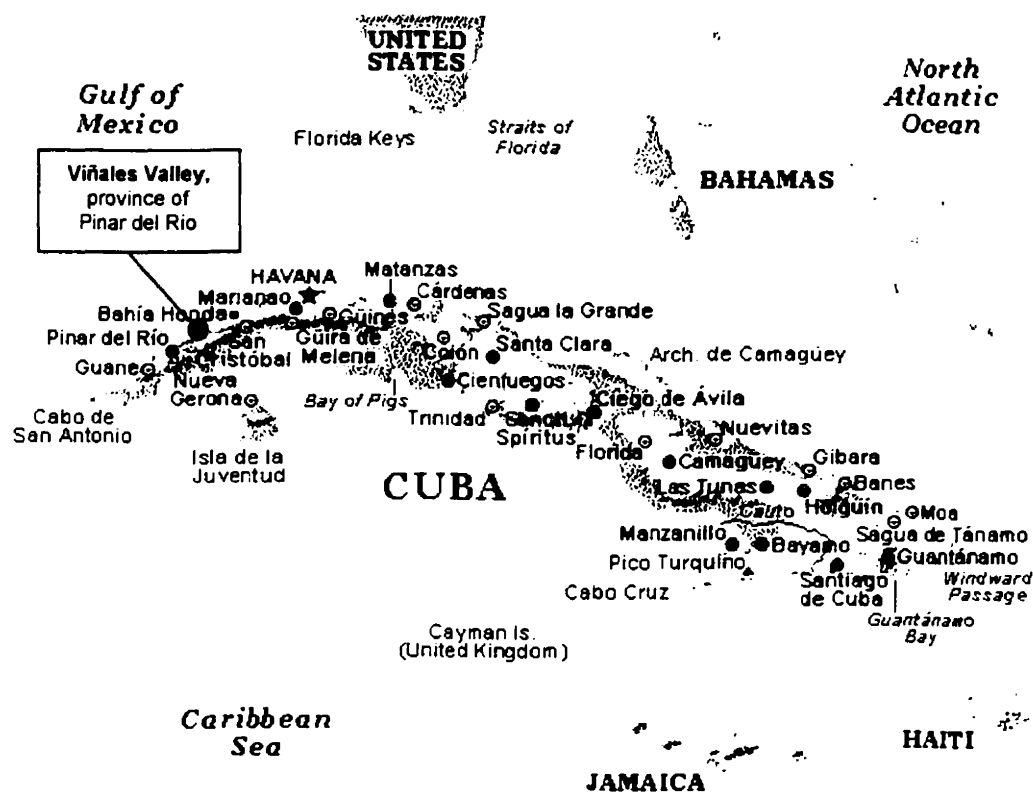 UNITED
STATES
North
Atlantic
Ocean
Gulf of
Mexico
Florida Keys
Straits of
Florida
BAHAMAS
Viñales Valley,
province of
Pinar del Rio
HAVANA
Matanzas
Marianao
Cárdenas
Bahía Honda
Güines
Sagua la Grande
Pinar del Río
San
Cristóbal
Güira de
Melena
Colón
Santa Clara
Arch. de Camagüey
Guane
Nueva
Gerona
Cienfuegos
Bay of Pigs
Ciego de Ávila
Cabo de
San Antonio
Trinidad
Sancti
Spíritus
Nuevitas
Isla de la
Juventud
Florida
Camagüey
Gibara
CUBA
Las Tunas
Banes
Holguín
Cauto
Moa
Manzanillo
Bayamo
Sagua de Tánamo
Guantánamo
Pico Turquino
Santiago
de Cuba
Windward
Passage
Cabo Cruz
Guantánamo
Bay
Cayman Is.
(United Kingdom)
Caribbean
Sea
HAITI
JAMAICA